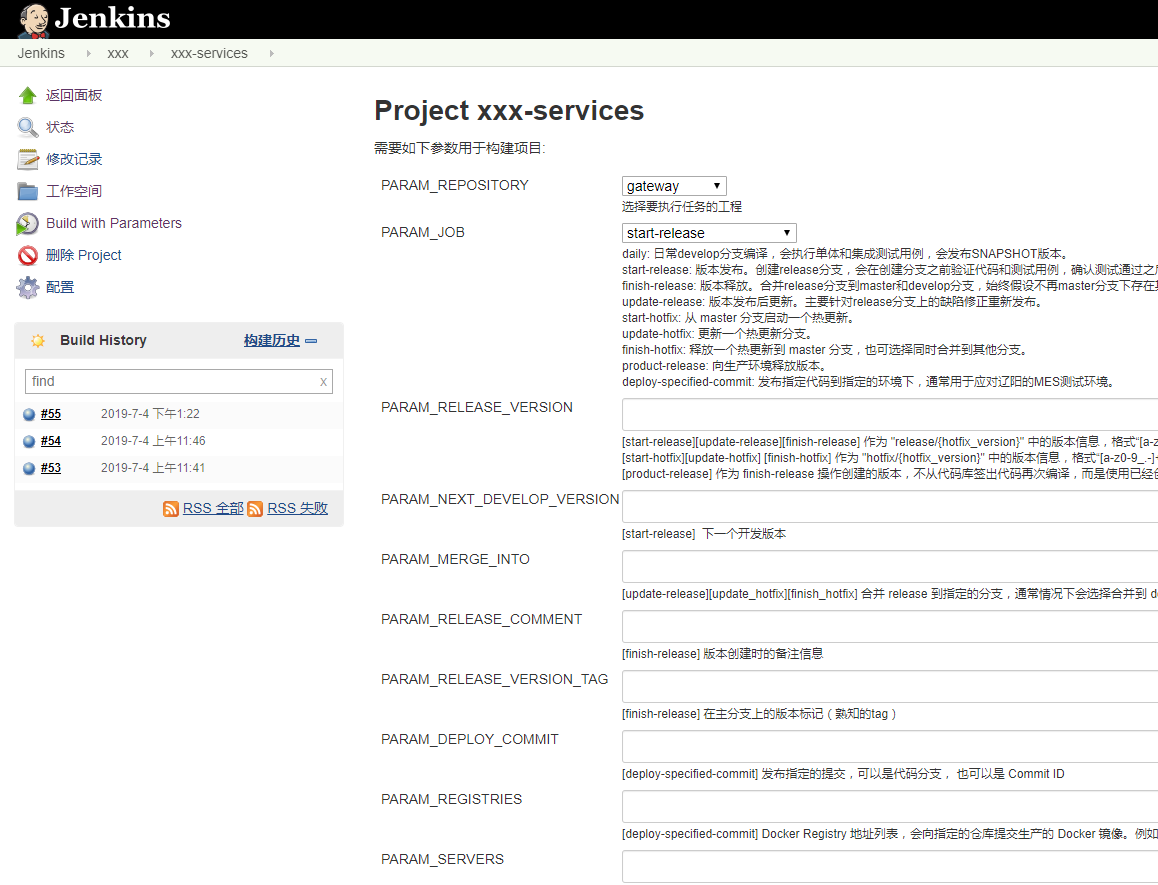 Jenkins
Jenkins
xxx
xxx-services
返回面板
状态
修改记录
工作空间
Build with Parameters
删除 Project
配置
Build History
构建历史
find
x
#55 2019-7-4 下午1:22
#54 2019-7-4 上午11:46
#53 2019-7-4 上午11:41
RSS 全部 RSS 失败
Project xxx-services
需要如下参数用于构建项目:
PARAM_REPOSITORY
gateway
选择要执行任务的工程
PARAM_JOB
start-release
daily: 日常develop分支编译，会执行单体和集成测试用例，会发布SNAPSHOT版本。
start-release: 版本发布。创建release分支，会在创建分支之前验证代码和测试用例，确认测试通过之
finish-release: 版本释放。合并release分支到master和develop分支，始终假设不再master分支下存在
update-release: 版本发布后更新。主要针对release分支上的缺陷修正重新发布。
start-hotfix: 从 master 分支启动一个热更新。
update-hotfix: 更新一个热更新分支。
finish-hotfix: 释放一个热更新到 master 分支，也可选择同时合并到其他分支。
product-release: 向生产环境释放版本。
deploy-specified-commit: 发布指定代码到指定的环境下，通常用于应对辽阳的MES测试环境。
PARAM_RELEASE_VERSION
[start-release][update-release][finish-release] 作为 "release/{hotfix_version}" 中的版本信息，格式“[a-z
[start-hotfix][update-hotfix] [finish-hotfix] 作为 "hotfix/{hotfix_version}" 中的版本信息，格式“[a-z0-9_.-]+
[product-release] 作为 finish-release 操作创建的版本，不从代码库签出代码再次编译，而是使用已经
PARAM_NEXT_DEVELOP_VERSION
[start-release] 下一个开发版本
PARAM_MERGE_INTO
[update-release][update_hotfix][finish_hotfix] 合并 release 到指定的分支，通常情况下会选择合并到 d
PARAM_RELEASE_COMMENT
[finish-release] 版本创建时的备注信息
PARAM_RELEASE_VERSION_TAG
[finish-release] 在主分支上的版本标记（熟知的tag）
PARAM_DEPLOY_COMMIT
[deploy-specified-commit] 发布指定的提交，可以是代码分支， 也可以是 Commit ID
PARAM_REGISTRIES
[deploy-specified-commit] Docker Registry 地址列表，会向指定的仓库提交生产的 Docker 镜像。例如
PARAM_SERVERS